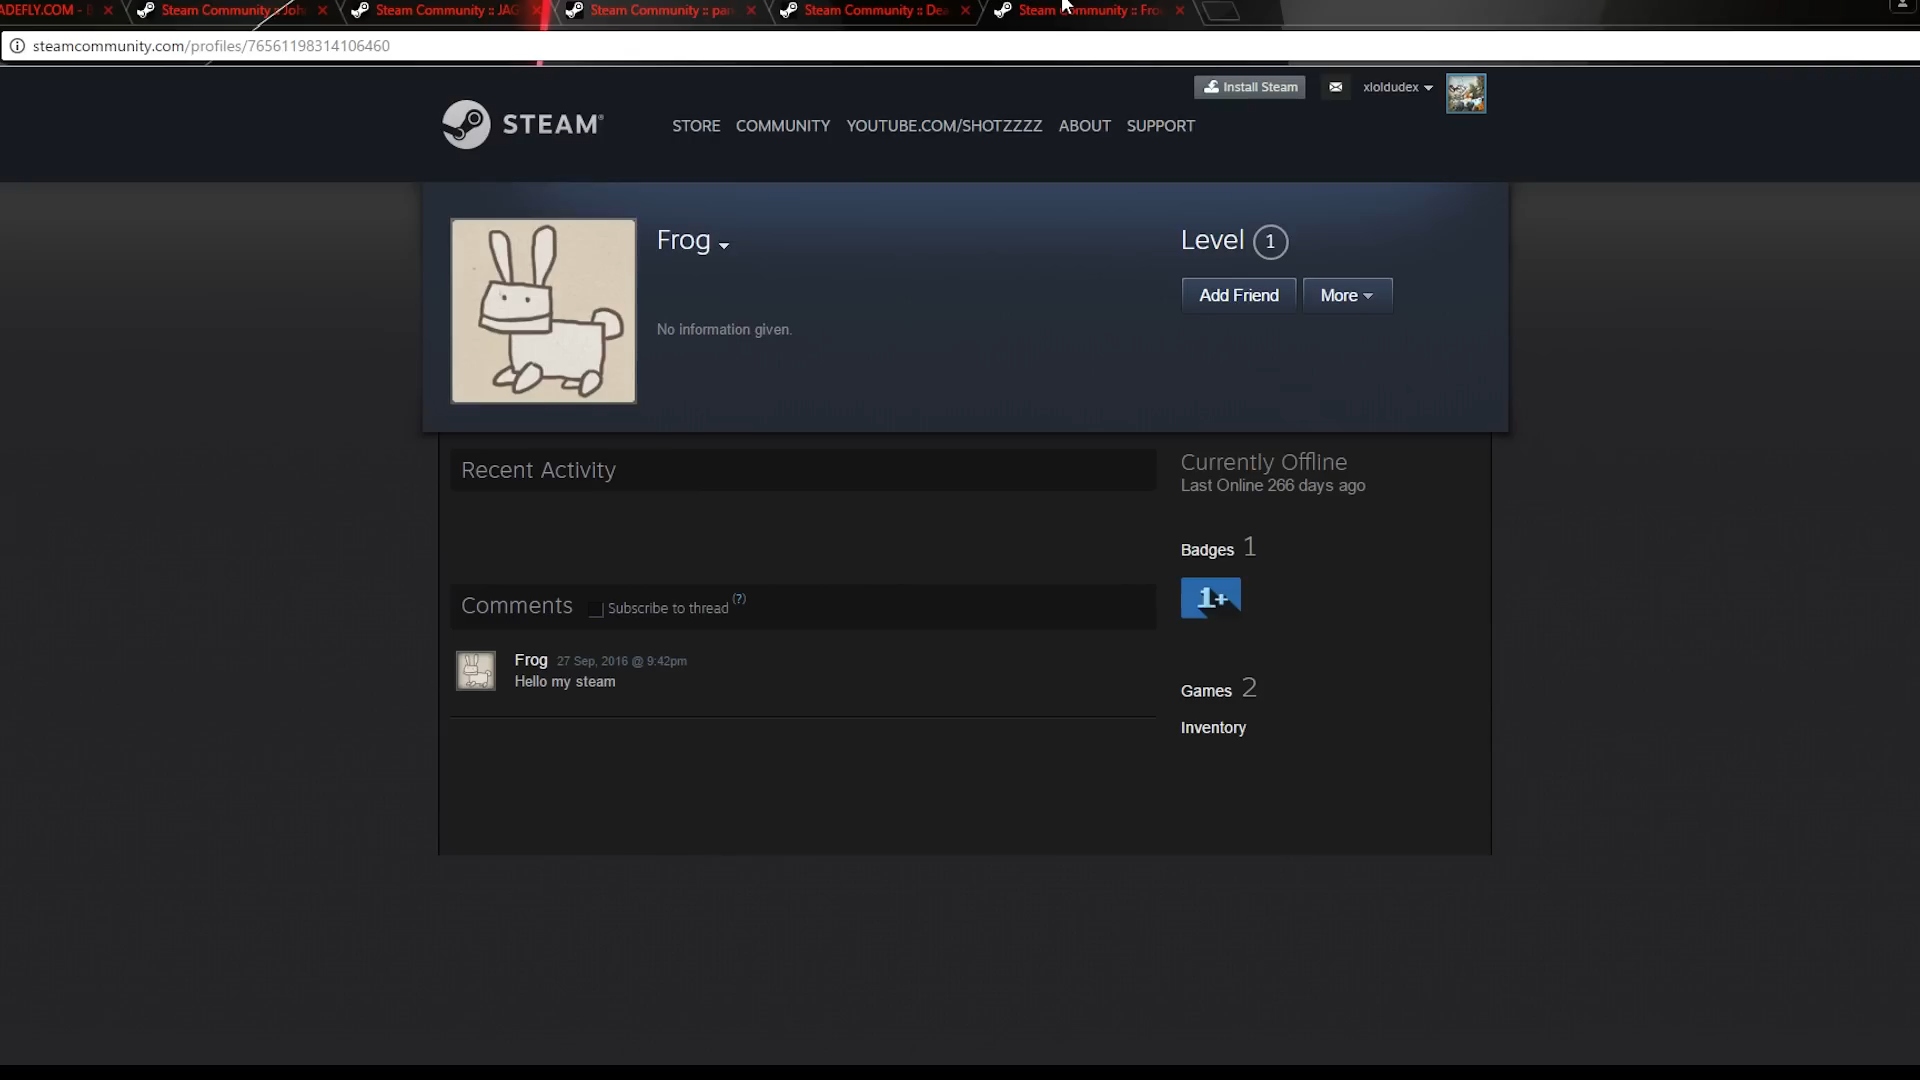 ADEFLY.COM -
Steam Community :: Joh
Steam Community :: JAG
Steam Community :: pan
Steam Community :: Dea
Steam Community :: Fro
steamcommunity.com/profiles/76561198314106460
Install Steam
xloldudex
STEAM®
STORE COMMUNITY YOUTUBE.COM/SHOTZZZZ ABOUT SUPPORT
Frog
Level 1
Add Friend More
No information given.
Recent Activity
Currently Offline
Last Online 266 days ago
Badges 1
1+
Comments Subscribe to thread (?)
Frog 27 Sep, 2016 @ 9:42pm
Hello my steam
Games 2
Inventory